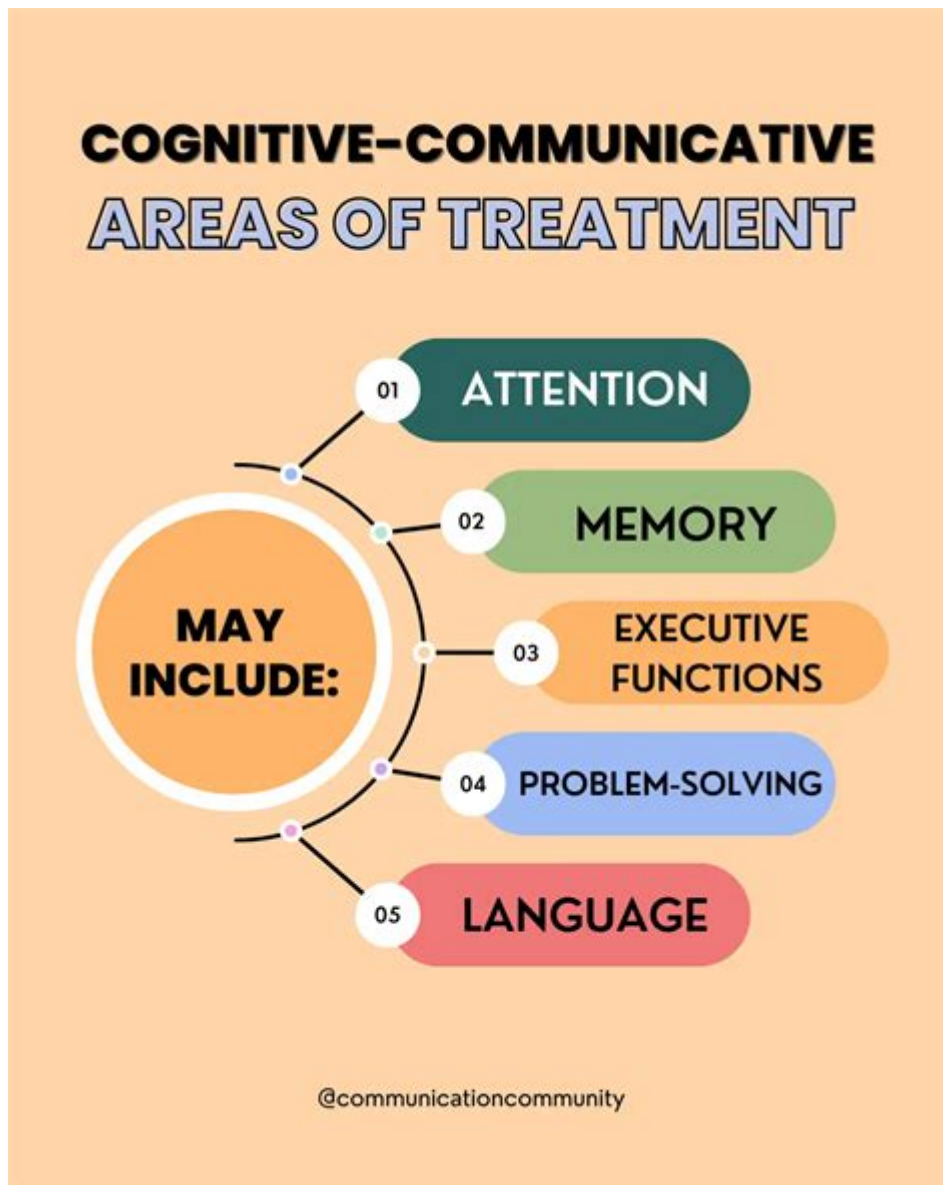 COGNITIVE-COMMUNICATIVE
AREAS OF TREATMENT
MAY
INCLUDE:
01
ATTENTION
02
MEMORY
03
EXECUTIVE
FUNCTIONS
04
PROBLEM-SOLVING
05
LANGUAGE
@communicationcommunity